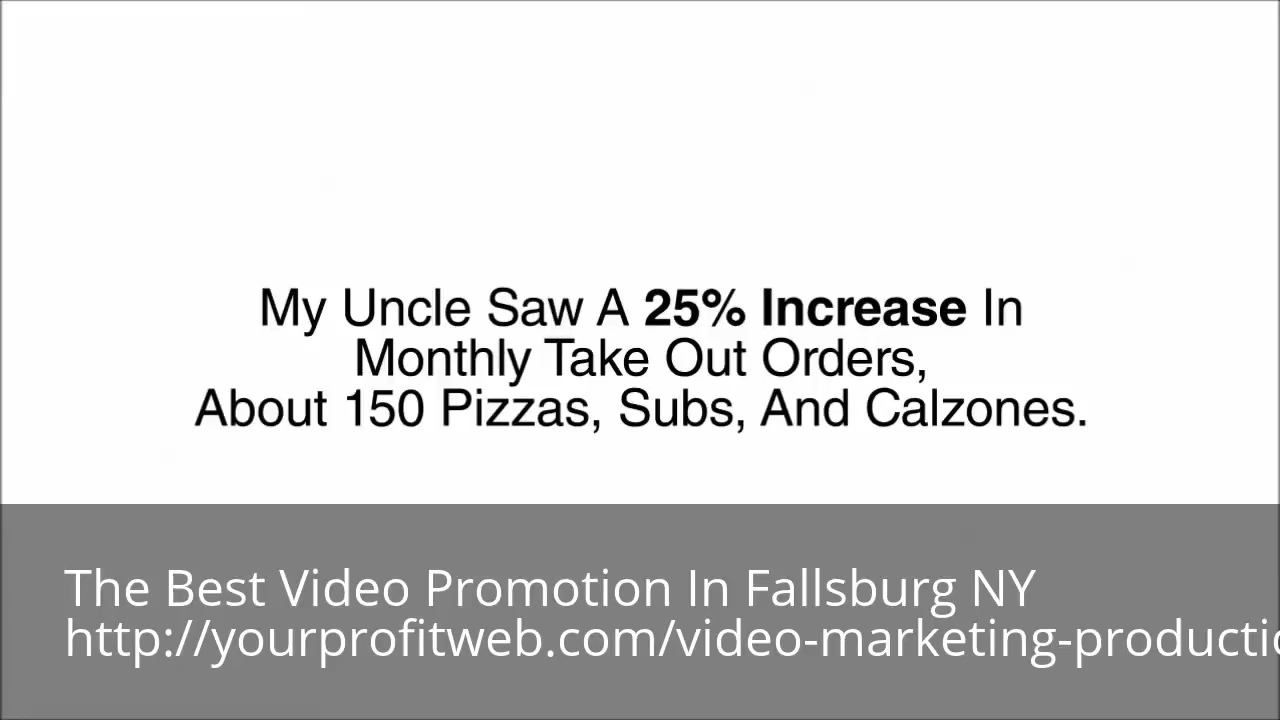 My Uncle Saw A 25% Increase In
Monthly Take Out Orders,
About 150 Pizzas, Subs, And Calzones.
The Best Video Promotion In Fallsburg NY
http://yourprofitweb.com/video-marketing-productio